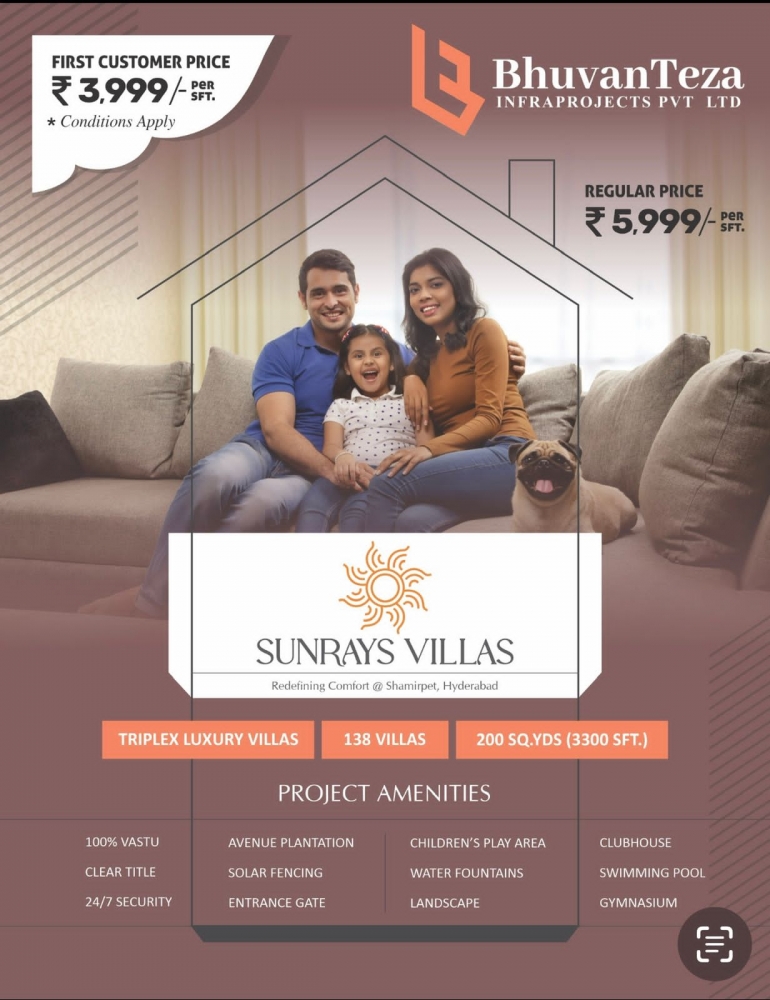 FIRST CUSTOMER PRICE
₹ 3,999/- PER SFT.
* Conditions Apply
BhuvanTeza
INFRAPROJECTS PVT LTD
REGULAR PRICE
₹ 5,999/- PER SFT.
SUNRAYS VILLAS
Redefining Comfort @ Shamirpet, Hyderabad
TRIPLEX LUXURY VILLAS
138 VILLAS
200 SQ.YDS (3300 SFT.)
PROJECT AMENITIES
100% VASTU
CLEAR TITLE
24/7 SECURITY
AVENUE PLANTATION
SOLAR FENCING
ENTRANCE GATE
CHILDREN'S PLAY AREA
WATER FOUNTAINS
LANDSCAPE
CLUBHOUSE
SWIMMING POOL
GYMNASIUM